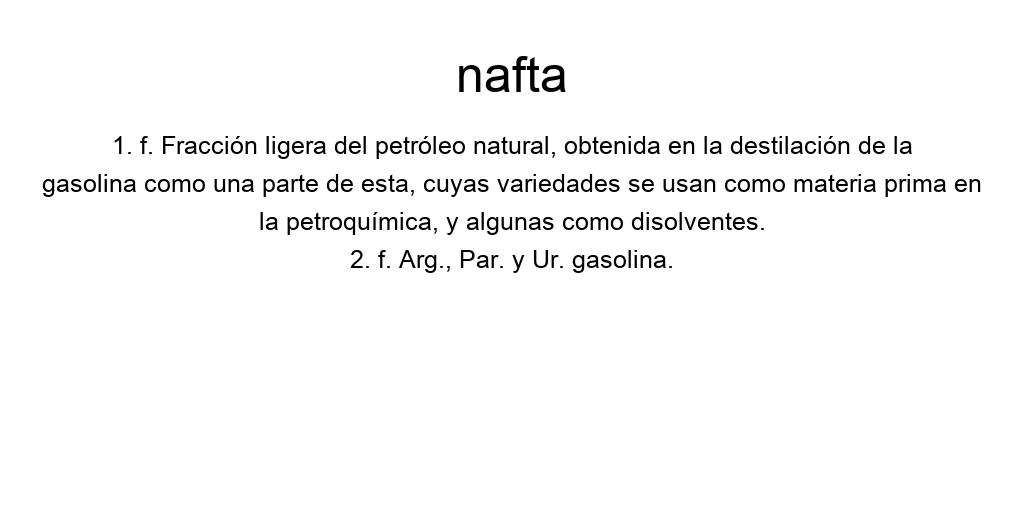 nafta
1. f. Fracción ligera del petróleo natural, obtenida en la destilación de la
gasolina como una parte de esta, cuyas variedades se usan como materia prima en
la petroquímica, y algunas como disolventes.
2. f. Arg., Par. y Ur. gasolina.